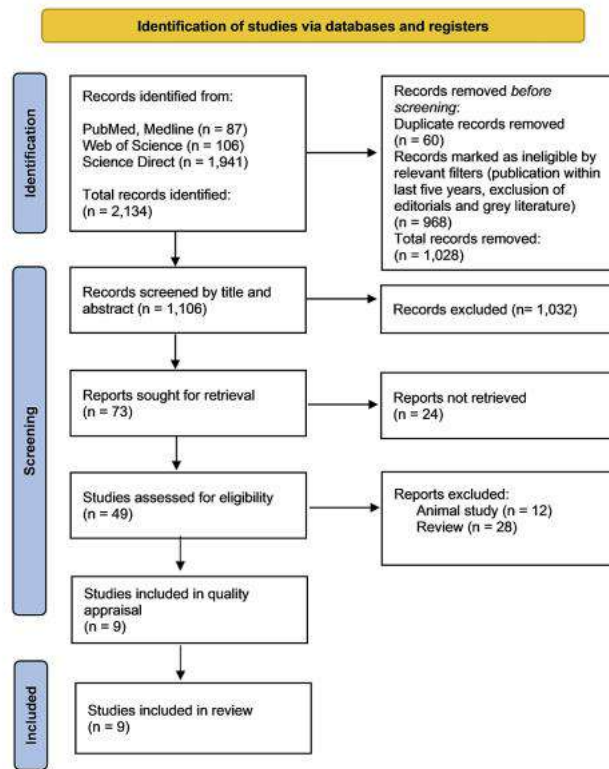 Identification of studies via databases and registers
Identification
Records identified from:
PubMed, Medline (n = 87)
Web of Science (n = 106)
Science Direct (n = 1,941)
Total records identified:
(n = 2,134)
Records removed before
screening:
Duplicate records removed
(n = 60)
Records marked as ineligible by
relevant filters (publication within
last five years, exclusion of
editorials and grey literature)
(n = 968)
Total records removed:
(n = 1,028)
Screening
Records screened by title and
abstract (n = 1,106)
Records excluded (n= 1,032)
Reports sought for retrieval
(n = 73)
Reports not retrieved
(n = 24)
Studies assessed for eligibility
(n = 49)
Reports excluded:
Animal study (n = 12)
Review (n = 28)
Studies included in quality
appraisal
(n = 9)
Included
Studies included in review
(n = 9)